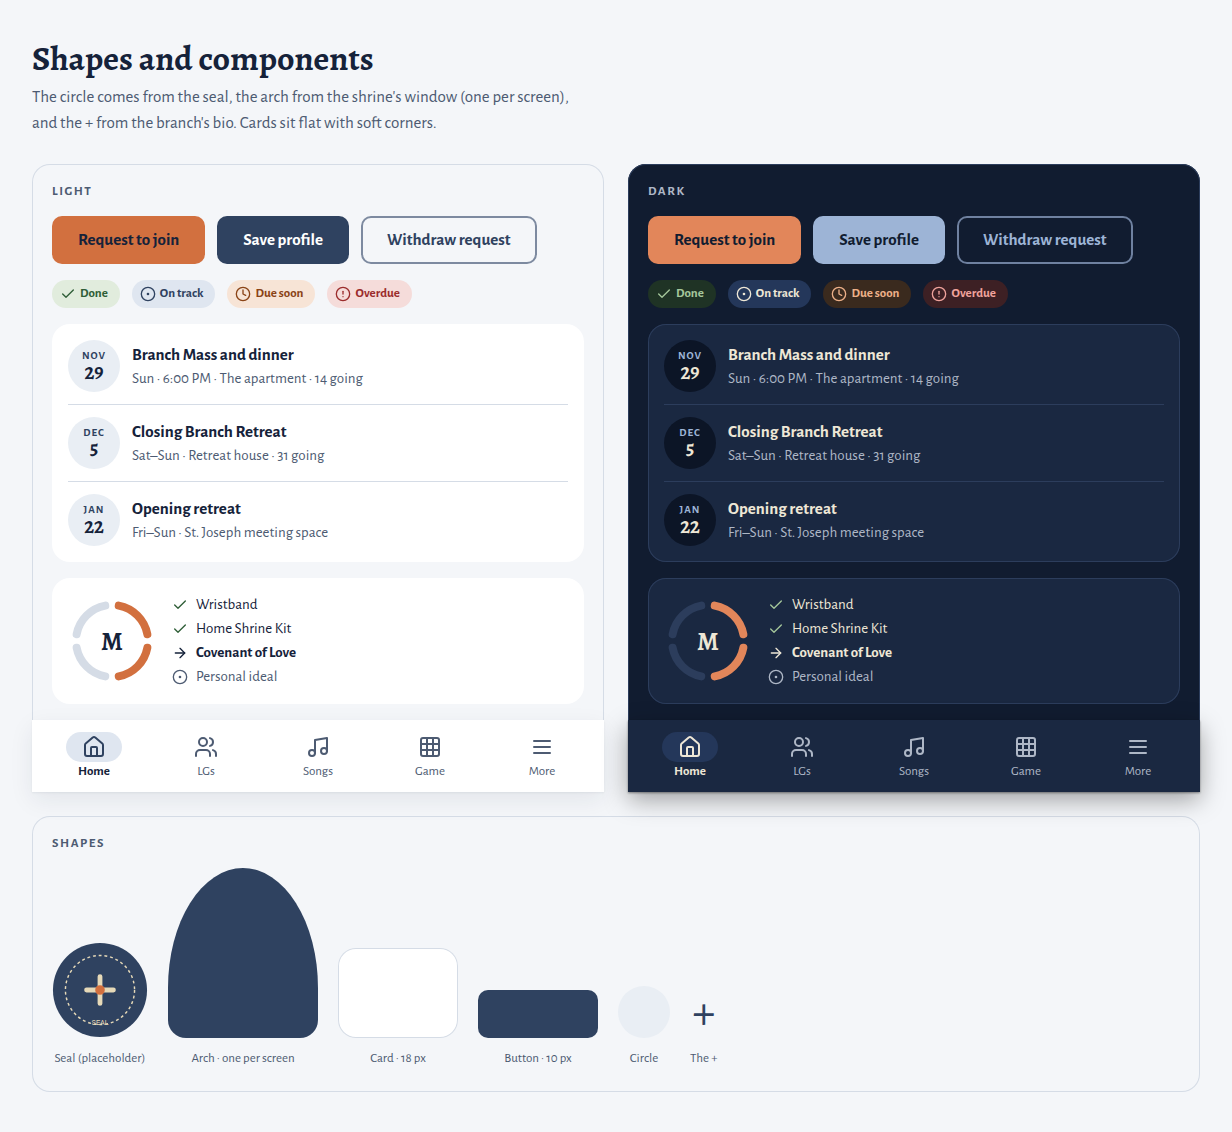 Shapes and components
The circle comes from the seal, the arch from the shrine's window (one per screen),
and the + from the branch's bio. Cards sit flat with soft corners.
LIGHT
Request to join
Save profile
Withdraw request
Done
On track
Due soon
Overdue
NOV
29
Branch Mass and dinner
Sun · 6:00 PM · The apartment · 14 going
DEC
5
Closing Branch Retreat
Sat–Sun · Retreat house · 31 going
JAN
22
Opening retreat
Fri–Sun · St. Joseph meeting space
M
Wristband
Home Shrine Kit
Covenant of Love
Personal ideal
Home
LGs
Songs
Game
More
DARK
Request to join
Save profile
Withdraw request
Done
On track
Due soon
Overdue
NOV
29
Branch Mass and dinner
Sun · 6:00 PM · The apartment · 14 going
DEC
5
Closing Branch Retreat
Sat–Sun · Retreat house · 31 going
JAN
22
Opening retreat
Fri–Sun · St. Joseph meeting space
M
Wristband
Home Shrine Kit
Covenant of Love
Personal ideal
Home
LGs
Songs
Game
More
SHAPES
SEAL
+
Seal (placeholder)
Arch · one per screen
Card · 18 px
Button · 10 px
Circle
The +